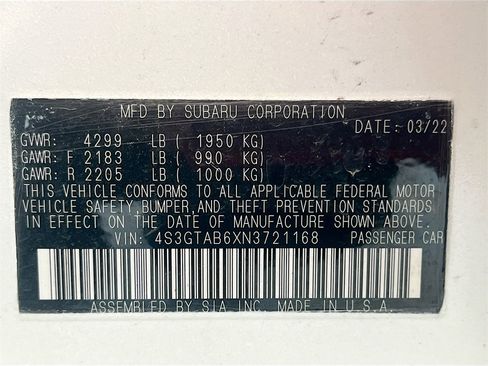 MFD BY SUBARU CORPORATION
DATE: 03/22
GVWR: 4299 LB ( 1950 KG)
GAWR: F 2183 LB ( 990 KG)
GAWR: R 2205 LB ( 1000 KG)
THIS VEHICLE CONFORMS TO ALL APPLICABLE FEDERAL MOTOR
VEHICLE SAFETY, BUMPER, AND THEFT PREVENTION STANDARDS
IN EFFECT ON THE DATE OF MANUFACTURE SHOWN ABOVE.
VIN: 4S3GTAB6XN3721168 PASSENGER CAR
ASSEMBLED BY SIA, INC. MADE IN U.S.A.